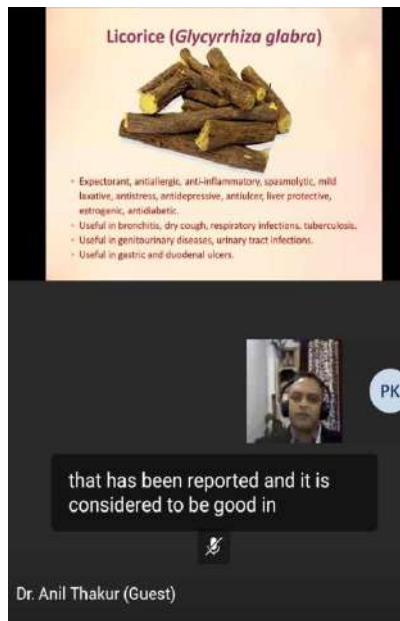 Licorice (Glycyrrhiza glabra)
• Expectorant, antiallergic, anti-inflammatory, spasmolytic, mild
laxative, antistress, antidepressive, antiulcer, liver protective,
estrogenic, antidiabetic.
• Useful in bronchitis, dry cough, respiratory infections, tuberculosis.
• Useful in genitourinary diseases, urinary tract infections.
• Useful in gastric and duodenal ulcers.
PK
that has been reported and it is
considered to be good in
Dr. Anil Thakur (Guest)